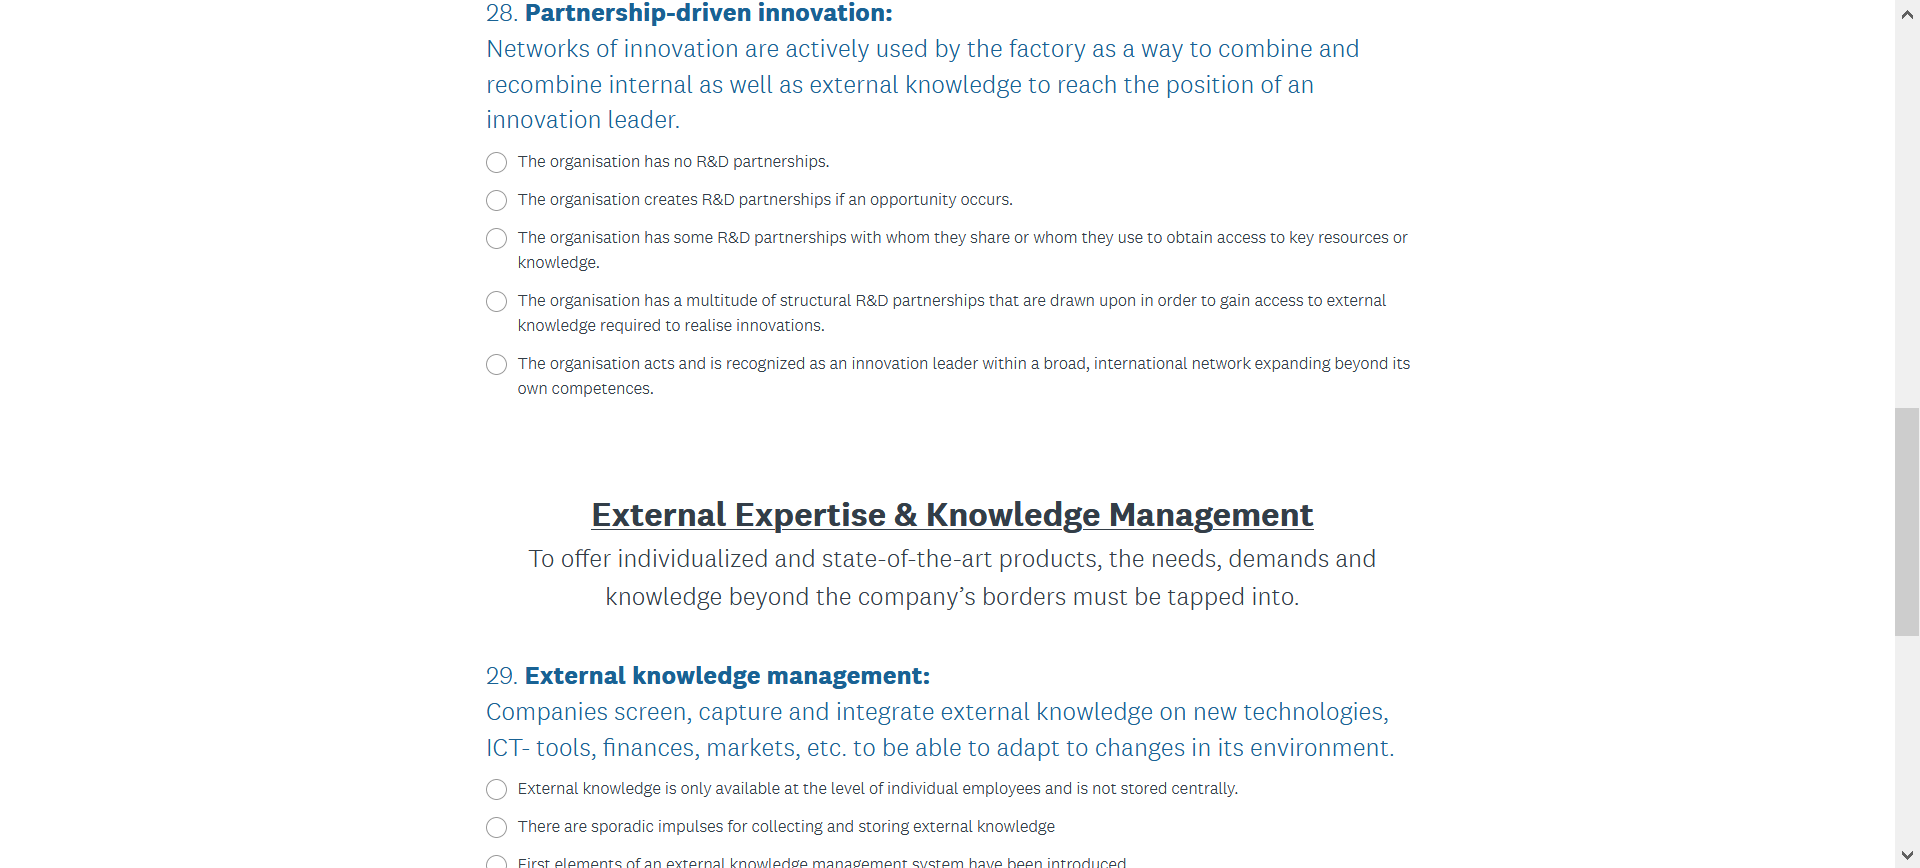 28. Partnership-driven innovation:
Networks of innovation are actively used by the factory as a way to combine and
recombine internal as well as external knowledge to reach the position of an
innovation leader.
The organisation has no R&D partnerships.
The organisation creates R&D partnerships if an opportunity occurs.
The organisation has some R&D partnerships with whom they share or whom they use to obtain access to key resources or
knowledge.
The organisation has a multitude of structural R&D partnerships that are drawn upon in order to gain access to external
knowledge required to realise innovations.
The organisation acts and is recognized as an innovation leader within a broad, international network expanding beyond its
own competences.
External Expertise & Knowledge Management
To offer individualized and state-of-the-art products, the needs, demands and
knowledge beyond the company’s borders must be tapped into.
29. External knowledge management:
Companies screen, capture and integrate external knowledge on new technologies,
ICT- tools, finances, markets, etc. to be able to adapt to changes in its environment.
External knowledge is only available at the level of individual employees and is not stored centrally.
There are sporadic impulses for collecting and storing external knowledge
First elements of an external knowledge management system have been introduced